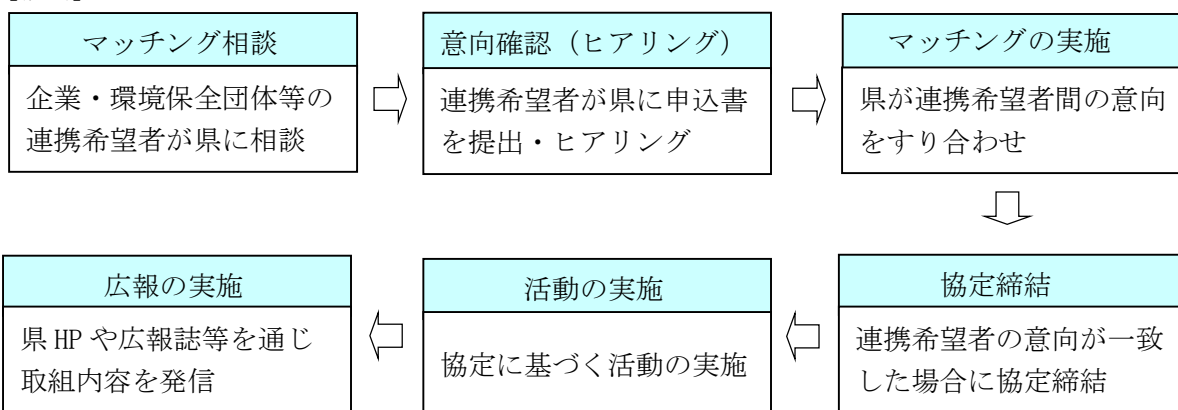 マッチング相談
企業・環境保全団体等の
連携希望者が県に相談
意向確認（ヒアリング）
連携希望者が県に申込書
を提出・ヒアリング
マッチングの実施
県が連携希望者間の意向
をすり合わせ
協定締結
連携希望者の意向が一致
した場合に協定締結
活動の実施
協定に基づく活動の実施
広報の実施
県 HP や広報誌等を通じ
取組内容を発信